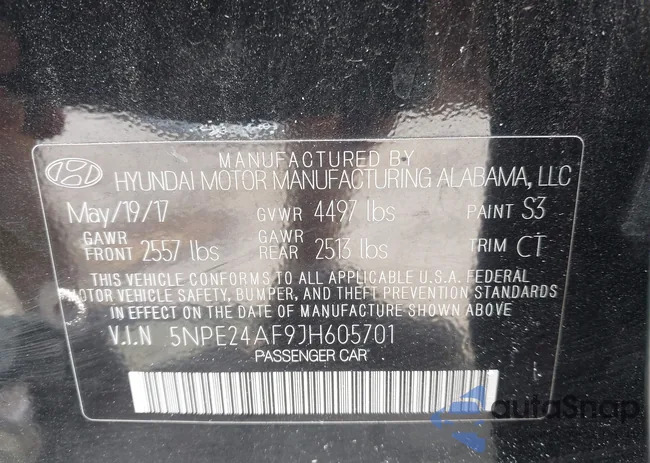 MANUFACTURED BY
HYUNDAI MOTOR MANUFACTURING ALABAMA, LLC
May/19/17 GVWR 4497 lbs PAINT S3
GAWR FRONT 2557 lbs GAWR REAR 2513 lbs TRIM CT
THIS VEHICLE CONFORMS TO ALL APPLICABLE U.S.A. FEDERAL
MOTOR VEHICLE SAFETY, BUMPER, AND THEFT PREVENTION STANDARDS
IN EFFECT ON THE DATE OF MANUFACTURE SHOWN ABOVE
V.I.N 5NPE24AF9JH605701
PASSENGER CAR
autoSnap